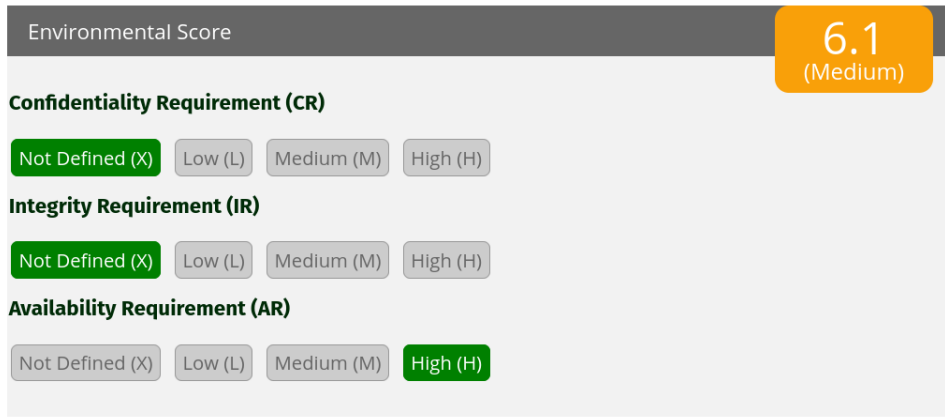 Environmental Score
6.1
(Medium)
Confidentiality Requirement (CR)
Not Defined (X) Low (L) Medium (M) High (H)
Integrity Requirement (IR)
Not Defined (X) Low (L) Medium (M) High (H)
Availability Requirement (AR)
Not Defined (X) Low (L) Medium (M) High (H)